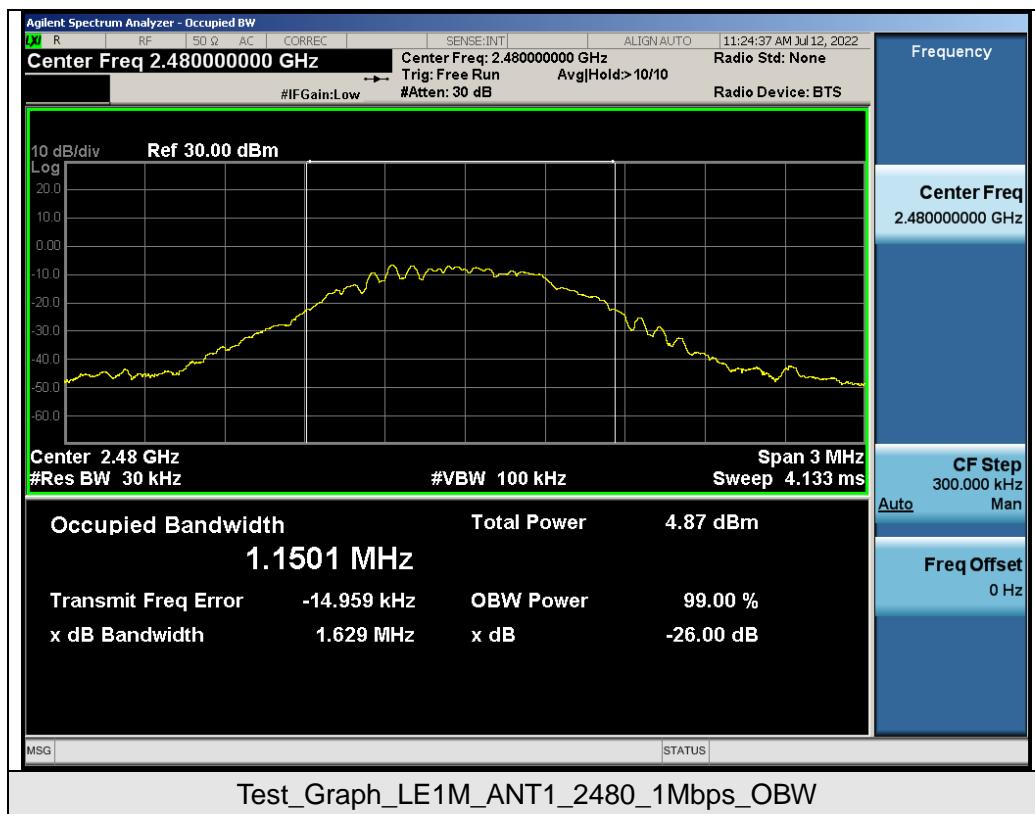 Agilent Spectrum Analyzer - Occupied BW
LXI R RF 50 Ω AC CORREC SENSE:INT ALIGN AUTO 11:24:37 AM Jul 12, 2022
Center Freq 2.480000000 GHz
Center Freq: 2.480000000 GHz
Radio Std: None
Trig: Free Run Avg|Hold:>10/10
#IFGain:Low
#Atten: 30 dB
Radio Device: BTS
10 dB/div Ref 30.00 dBm
Log
20.0
10.0
0.00
-10.0
-20.0
-30.0
-40.0
-50.0
-60.0
Center 2.48 GHz
Span 3 MHz
#Res BW 30 kHz
#VBW 100 kHz
Sweep 4.133 ms
Occupied Bandwidth
1.1501 MHz
Total Power 4.87 dBm
Transmit Freq Error -14.959 kHz
OBW Power 99.00 %
x dB Bandwidth 1.629 MHz
x dB -26.00 dB
MSG
STATUS
Frequency
Center Freq
2.480000000 GHz
CF Step
300.000 kHz
Auto Man
Freq Offset
0 Hz
Test_Graph_LE1M_ANT1_2480_1Mbps_OBW